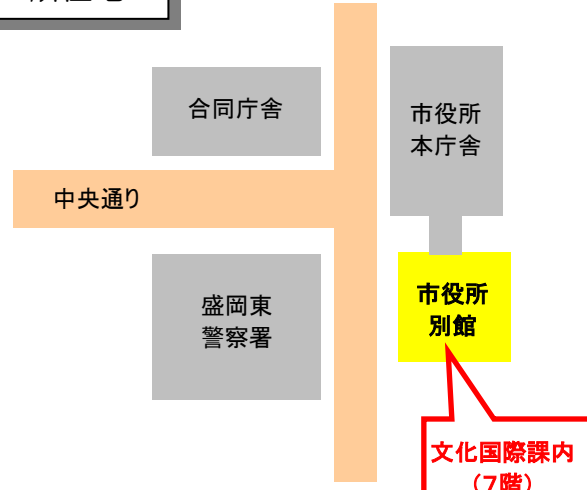 合同庁舎
市役所
本庁舎
中央通り
盛岡東
警察署
市役所
別館
文化国際課内
（7階）